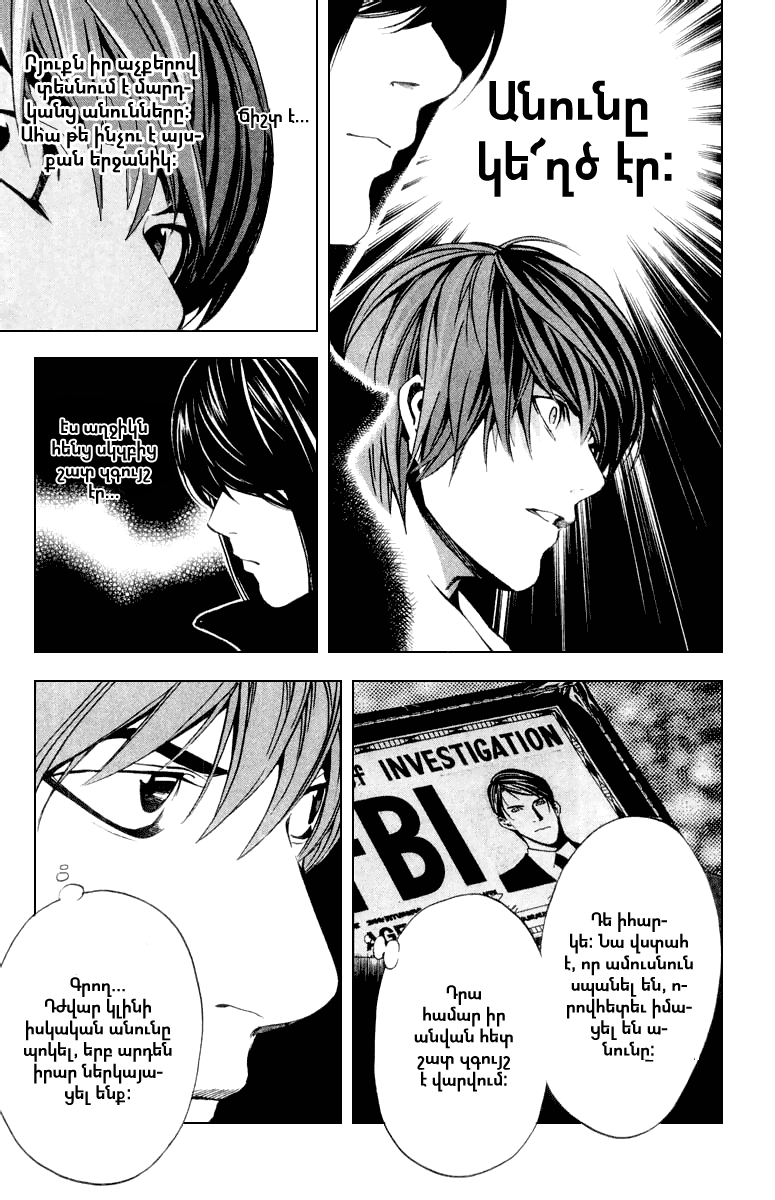 Անունը
կե՜ղծ էր:
Ճիշտ է...
Րյուքն իր աչքերով
տեսնում է մարդ-
կանց անունները:
Ահա թե ինչու է այս-
քան երջանիկ:
Էս աղջիկն
հենց սկզբից
շատ զգույշ
էր...
OF INVESTIGATION
FBI
Դե իհար-
կե: Նա վստահ
է, որ ամուսնուն
սպանել են, ո-
րովհետեւ իմա-
ցել են ա-
նունը:
Դրա
համար իր
անվան հետ
շատ զգույշ
է վարվում:
Գրող...
Դժվար կլինի
իսկական անունը
պոկել, երբ արդեն
իրար ներկայա-
ցել ենք: